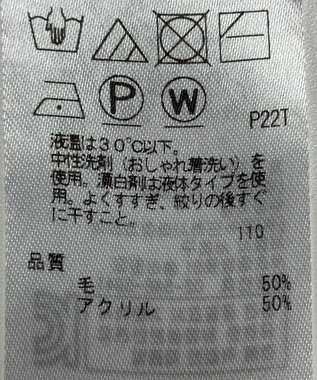 P
W
P22T
液温は30℃以下。
中性洗剤（おしゃれ着洗い）を
使用。漂白剤は液体タイプを使
用。よくすすぎ、絞りの後すぐ
に干すこと。
110
品質
毛 50%
アクリル 50%